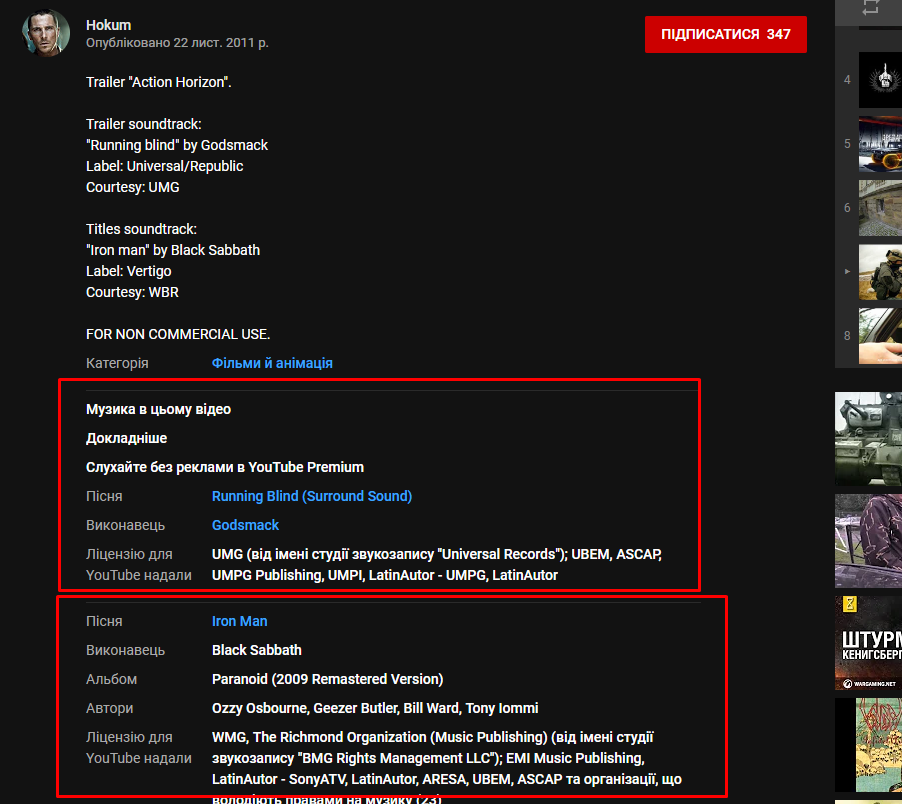 Hokum
Опубліковано 22 лист. 2011 р.
ПІДПИСАТИСЯ 347
Trailer "Action Horizon".
Trailer soundtrack:
"Running blind" by Godsmack
Label: Universal/Republic
Courtesy: UMG
Titles soundtrack:
"Iron man" by Black Sabbath
Label: Vertigo
Courtesy: WBR
FOR NON COMMERCIAL USE.
Категорія Фільми й анімація
Музика в цьому відео
Докладніше
Слухайте без реклами в YouTube Premium
Пісня Running Blind (Surround Sound)
Виконавець Godsmack
Ліцензію для YouTube надали UMG (від імені студії звукозапису "Universal Records"); UBEM, ASCAP,
UMPG Publishing, UMPI, LatinAutor - UMPG, LatinAutor
Пісня Iron Man
Виконавець Black Sabbath
Альбом Paranoid (2009 Remastered Version)
Автори Ozzy Osbourne, Geezer Butler, Bill Ward, Tony Iommi
Ліцензію для YouTube надали WMG, The Richmond Organization (Music Publishing) (від імені студії
звукозапису "BMG Rights Management LLC"); EMI Music Publishing,
LatinAutor - SonyATV, LatinAutor, ARESA, UBEM, ASCAP та організації, що
володіють правами на музику (23)
4
5
6
8
ШТУРМ
КЕНИГСБЕР
WARGAMING.NET